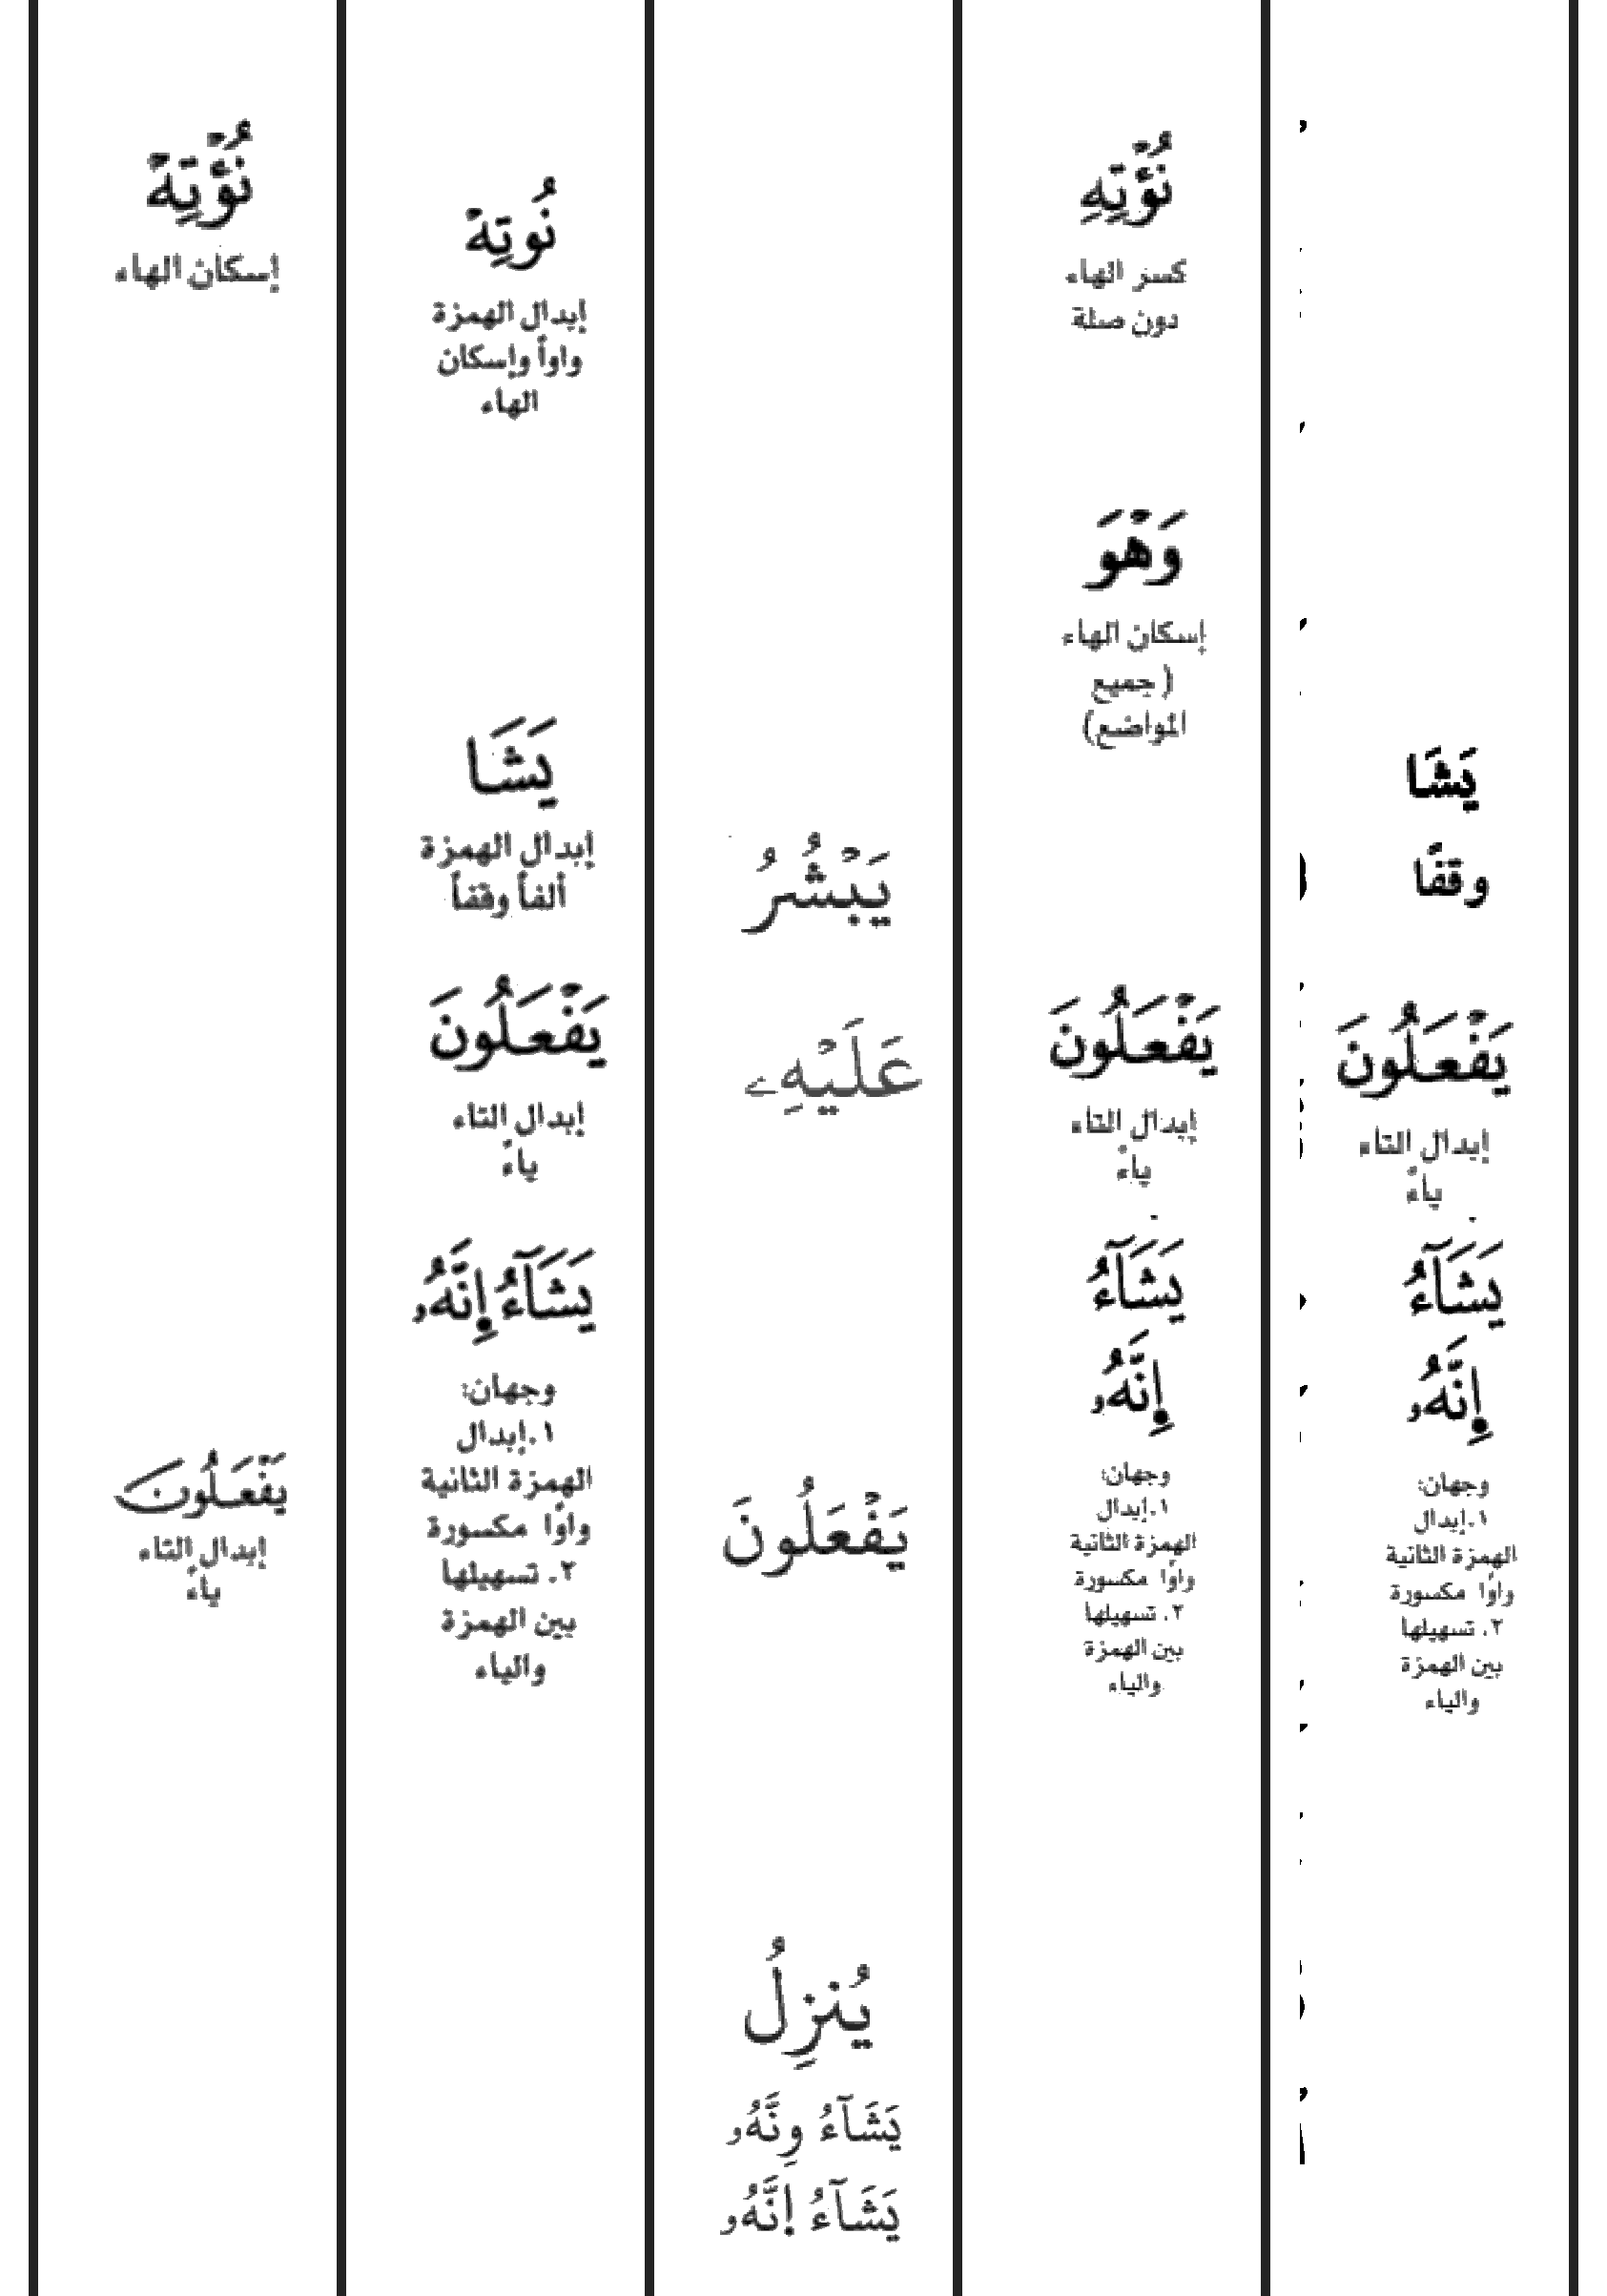 يَشَا
وقفًا
يَفْعَلُونَ
إبدال التاء
ياءً
يَشَآءُ
إِنَّهُۥ
وجهان:
١.إبدال
الهمزة الثانية
واوًا مكسورة
٢. تسهيلها
بين الهمزة
والياء
نُؤْتِهِ
كسر الهاء
دون صلة
وَهْوَ
إسكان الهاء
(جميع
المواضع)
يَفْعَلُونَ
إبدال التاء
ياءً
يَشَآءُ
إِنَّهُۥ
وجهان:
١.إبدال
الهمزة الثانية
واوًا مكسورة
٢. تسهيلها
بين الهمزة
والياء
يَبْشُرُ
عَلَيْهِۦ
يَفْعَلُونَ
يُنزِلُ
يَشَآءُ وِنَّهُۥ
يَشَآءُ إنَّهُۥ
نُوتِهْ
إبدال الهمزة
واواً وإسكان
الهاء
يَشَا
إبدال الهمزة
ألفاً وقفاً
يَفْعَلُونَ
إبدال التاء
ياءً
يَشَآءُ إِنَّهُۥ
وجهان:
١.إبدال
الهمزة الثانية
واوًا مكسورة
٢. تسهيلها
بين الهمزة
والياء
نُؤْتِهْ
إسكان الهاء
يَفْعَلُونَ
إبدال التاء
ياءً